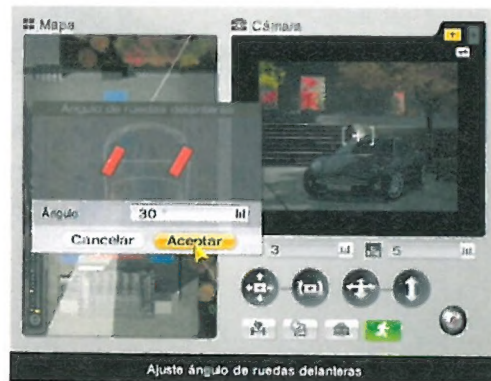 Mapa
Cámara
Ángulo de ruedas delanteras
Ángulo
30
Cancelar
Aceptar
3
5
Ajuste ángulo de ruedas delanteras